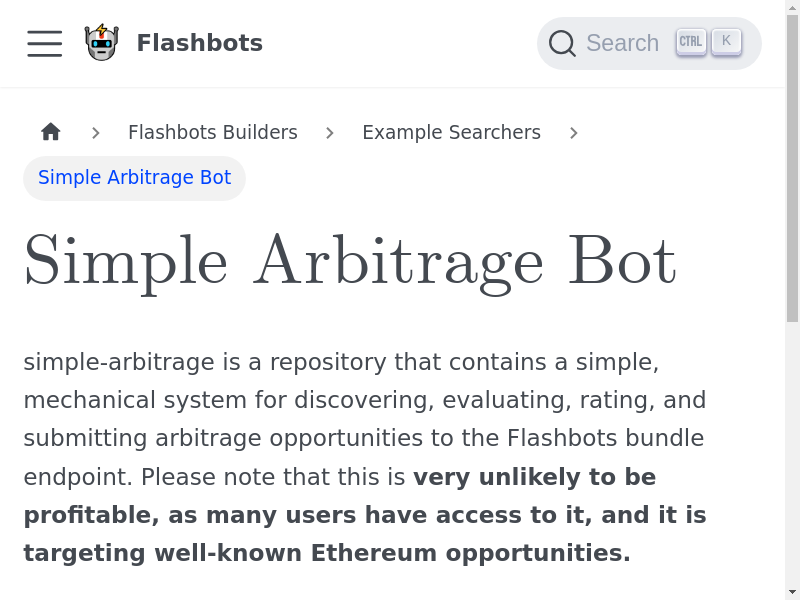 Flashbots
Search CTRL K
Flashbots Builders
Example Searchers
Simple Arbitrage Bot
Simple Arbitrage Bot
simple-arbitrage is a repository that contains a simple,
mechanical system for discovering, evaluating, rating, and
submitting arbitrage opportunities to the Flashbots bundle
endpoint. Please note that this is very unlikely to be
profitable, as many users have access to it, and it is
targeting well-known Ethereum opportunities.